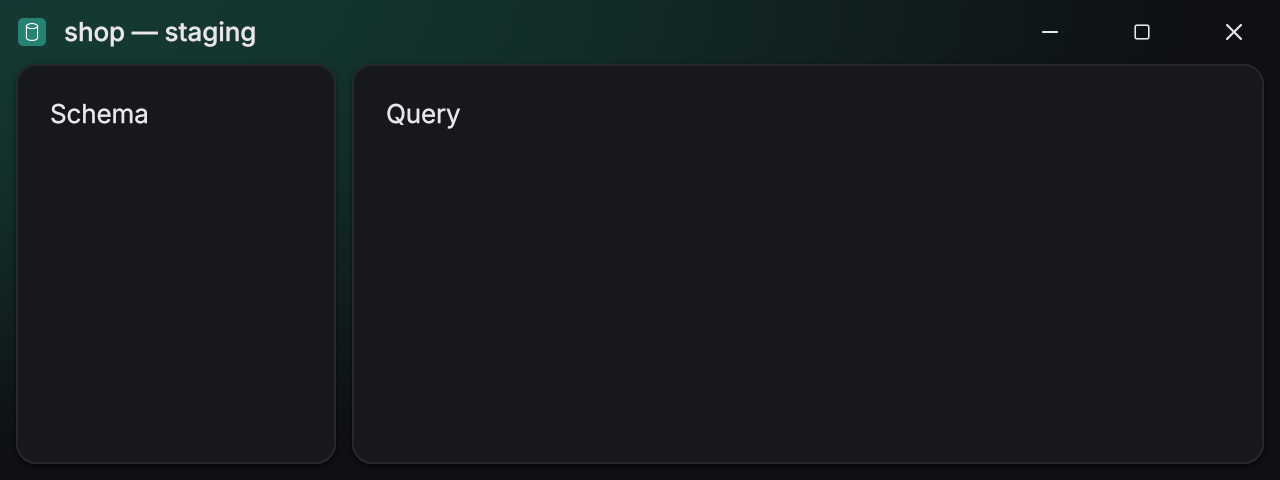 shop — staging
Schema
Query